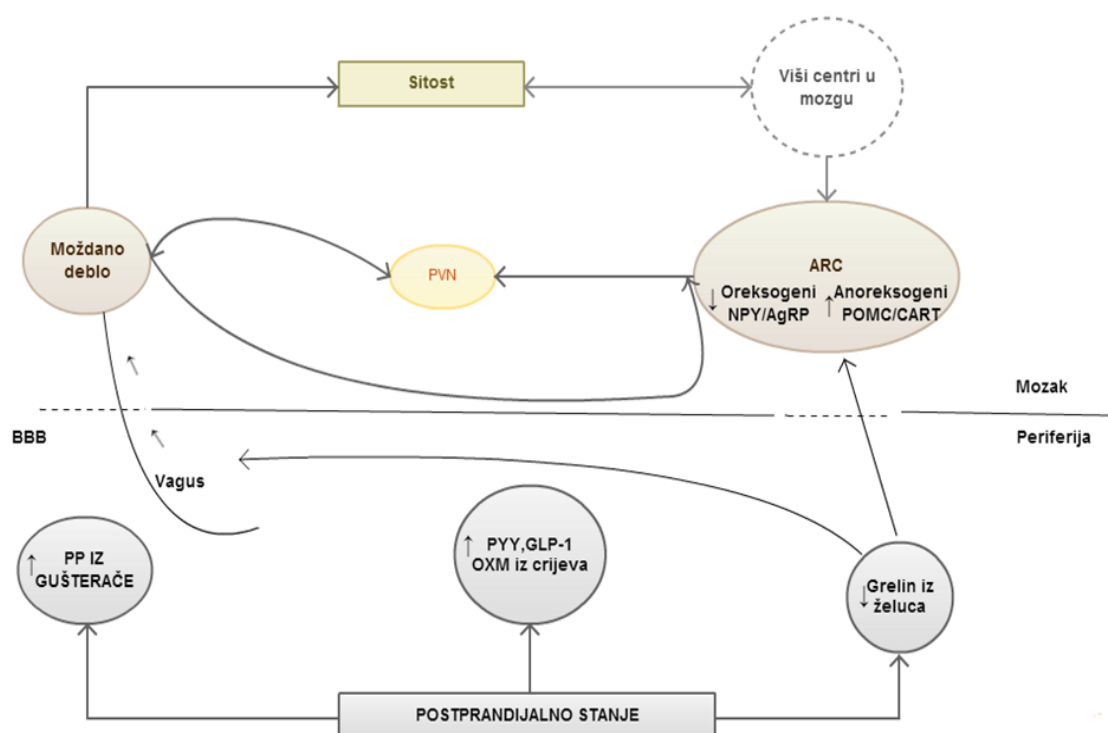 Sitost
Viši centri u
mozgu
Moždano
deblo
PVN
ARC
↓ Oreksogeni ↑ Anoreksogeni
NPY/AgRP POMC/CART
Mozak
BBB
Periferija
Vagus
↑ PP IZ
GUŠTERAČE
↑ PYY,GLP-1
OXM iz crijeva
↓ Grelin iz
želuca
POSTPRANDIJALNO STANJE